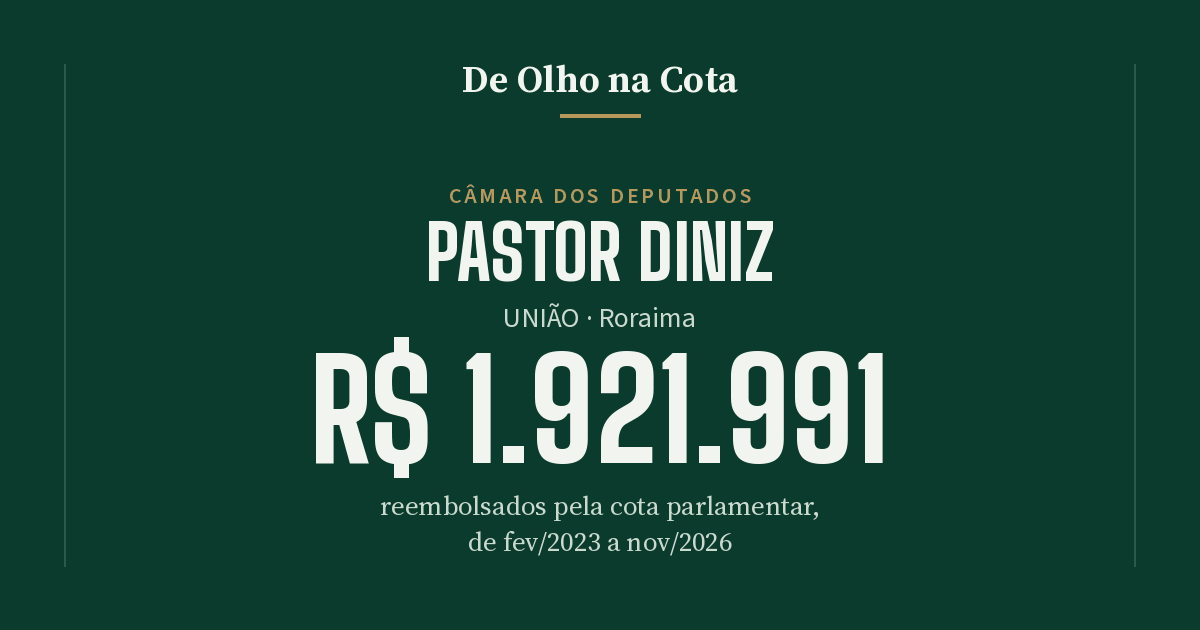 De Olho na Cota
CÂMARA DOS DEPUTADOS
PASTOR DINIZ
UNIÃO · Roraima
R$ 1.921.991
reembolsados pela cota parlamentar,
de fev/2023 a nov/2026